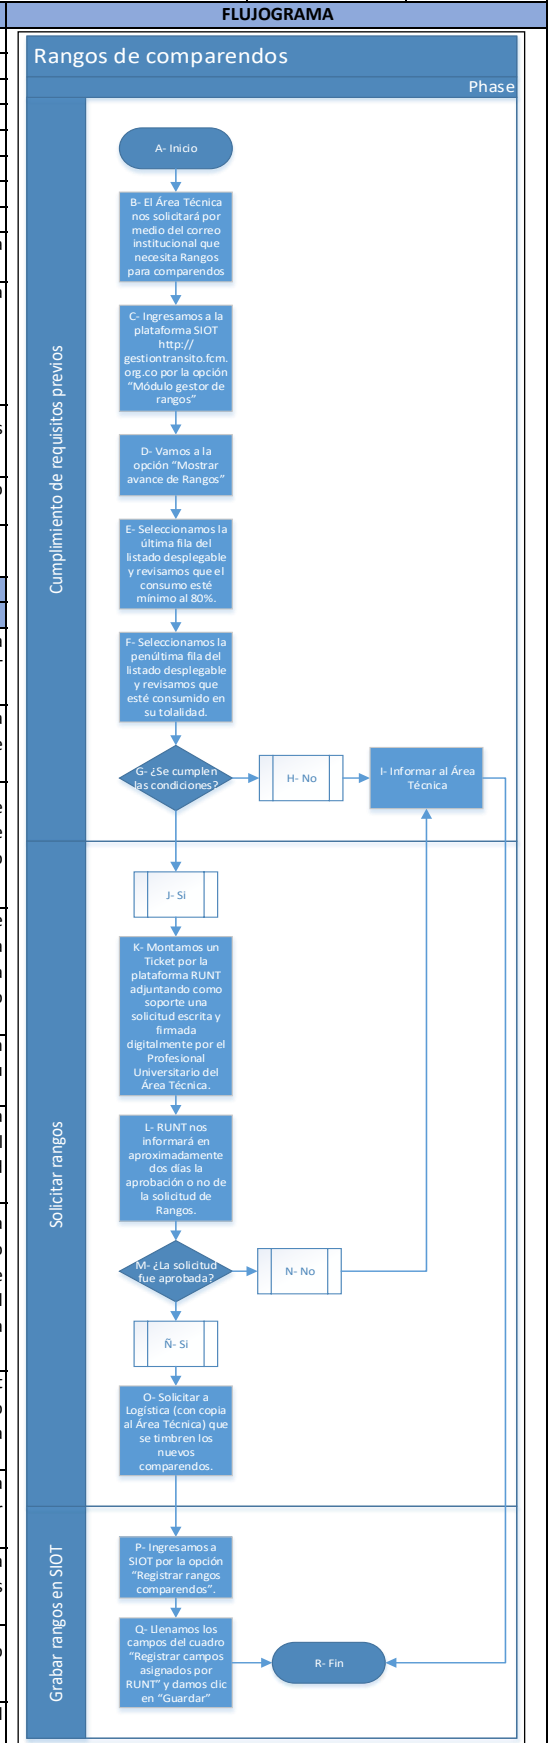 FLUJOGRAMA
Rangos de comparendos
Phase
Cumplimiento de requisitos previos
A- Inicio
B- El Área Técnica
nos solicitará por
medio del correo
institucional que
necesita Rangos
para comparendos
C- Ingresamos a la
plataforma SIOT
http://
gestiontransito.fcm.
org.co por la opción
“Módulo gestor de
rangos”
D- Vamos a la
opción “Mostrar
avance de Rangos”
E- Seleccionamos la
última fila del
listado desplegable
y revisamos que el
consumo esté
mínimo al 80%.
F- Seleccionamos la
penúltima fila del
listado desplegable
y revisamos que
esté consumido en
su tolalidad.
G- ¿Se cumplen
las condiciones?
H- No
I- Informar al Área
Técnica
Solicitar rangos
J- Si
K- Montamos un
Ticket por la
plataforma RUNT
adjuntando como
soporte una
solicitud escrita y
firmada
digitalmente por el
Profesional
Universitario del
Área Técnica.
L- RUNT nos
informará en
aproximadamente
dos días la
aprobación o no de
la solicitud de
Rangos.
M- ¿La solicitud
fue aprobada?
N- No
Ñ- Si
O- Solicitar a
Logística (con copia
al Área Técnica) que
se timbren los
nuevos
comparendos.
Grabar rangos en SIOT
P- Ingresamos a
SIOT por la opción
“Registrar rangos
comparendos”.
Q- Llenamos los
campos del cuadro
“Registrar campos
asignados por
RUNT” y damos clic
en “Guardar”
R- Fin